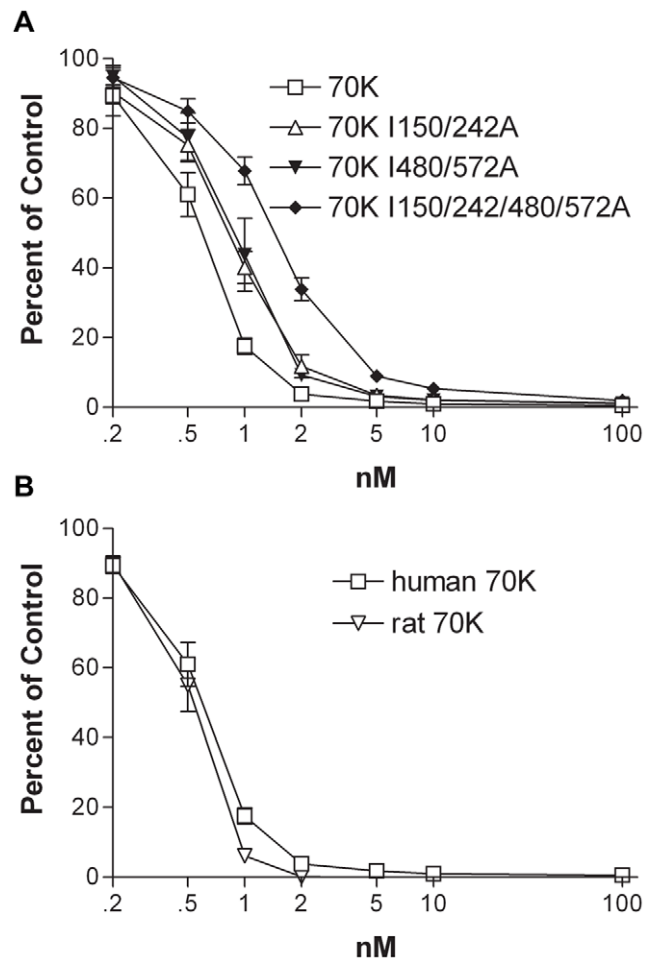 A
Percent of Control
100
80
60
40
20
0
.2 .5 1 2 5 10 100
nM
70K
70K I150/242A
70K I480/572A
70K I150/242/480/572A
B
Percent of Control
100
80
60
40
20
0
.2 .5 1 2 5 10 100
nM
human 70K
rat 70K